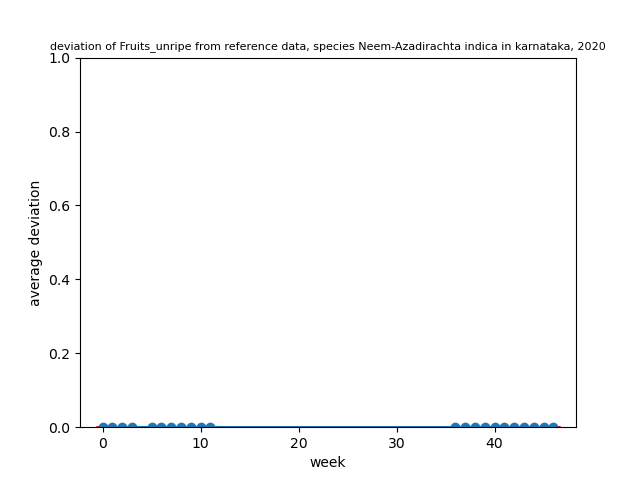 deviation of Fruits_unripe from reference data, species Neem-Azadirachta indica in karnataka, 2020
1.0
0.8
0.6
0.4
0.2
0.0
average deviation
0 10 20 30 40
week